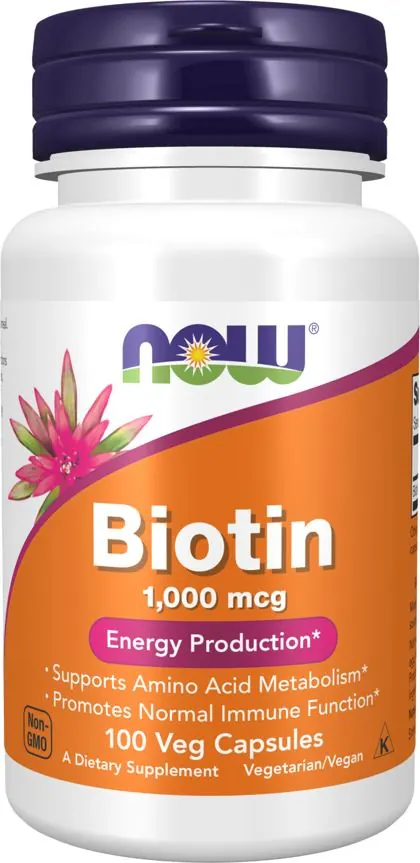 NOW®
Biotin
1,000 mcg
Energy Production*
· Supports Amino Acid Metabolism*
· Promotes Normal Immune Function*
Non-
GMO
100 Veg Capsules
A Dietary Supplement Vegetarian/Vegan
K